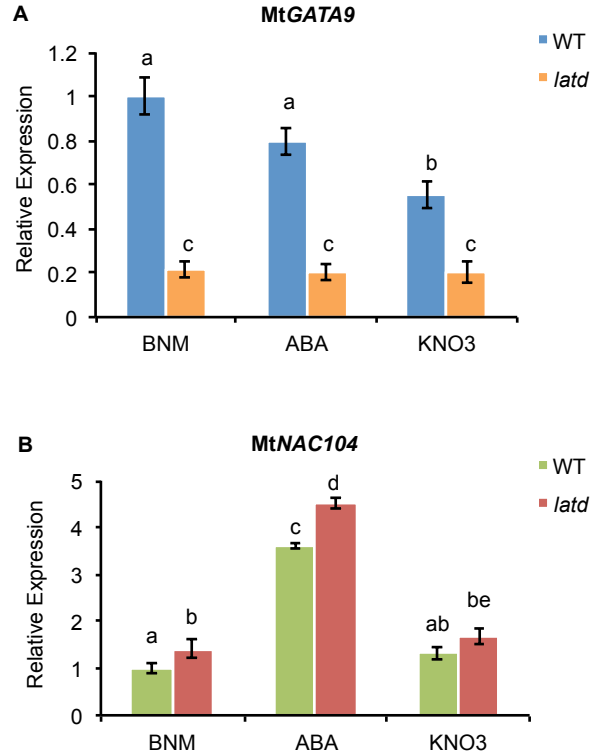 A
MtGATA9
WT
latd
Relative Expression
1.2
1
0.8
0.6
0.4
0.2
0
a
c
a
c
b
c
BNM
ABA
KNO3
B
MtNAC104
WT
latd
Relative Expression
5
4
3
2
1
0
a
b
c
d
ab
be
BNM
ABA
KNO3